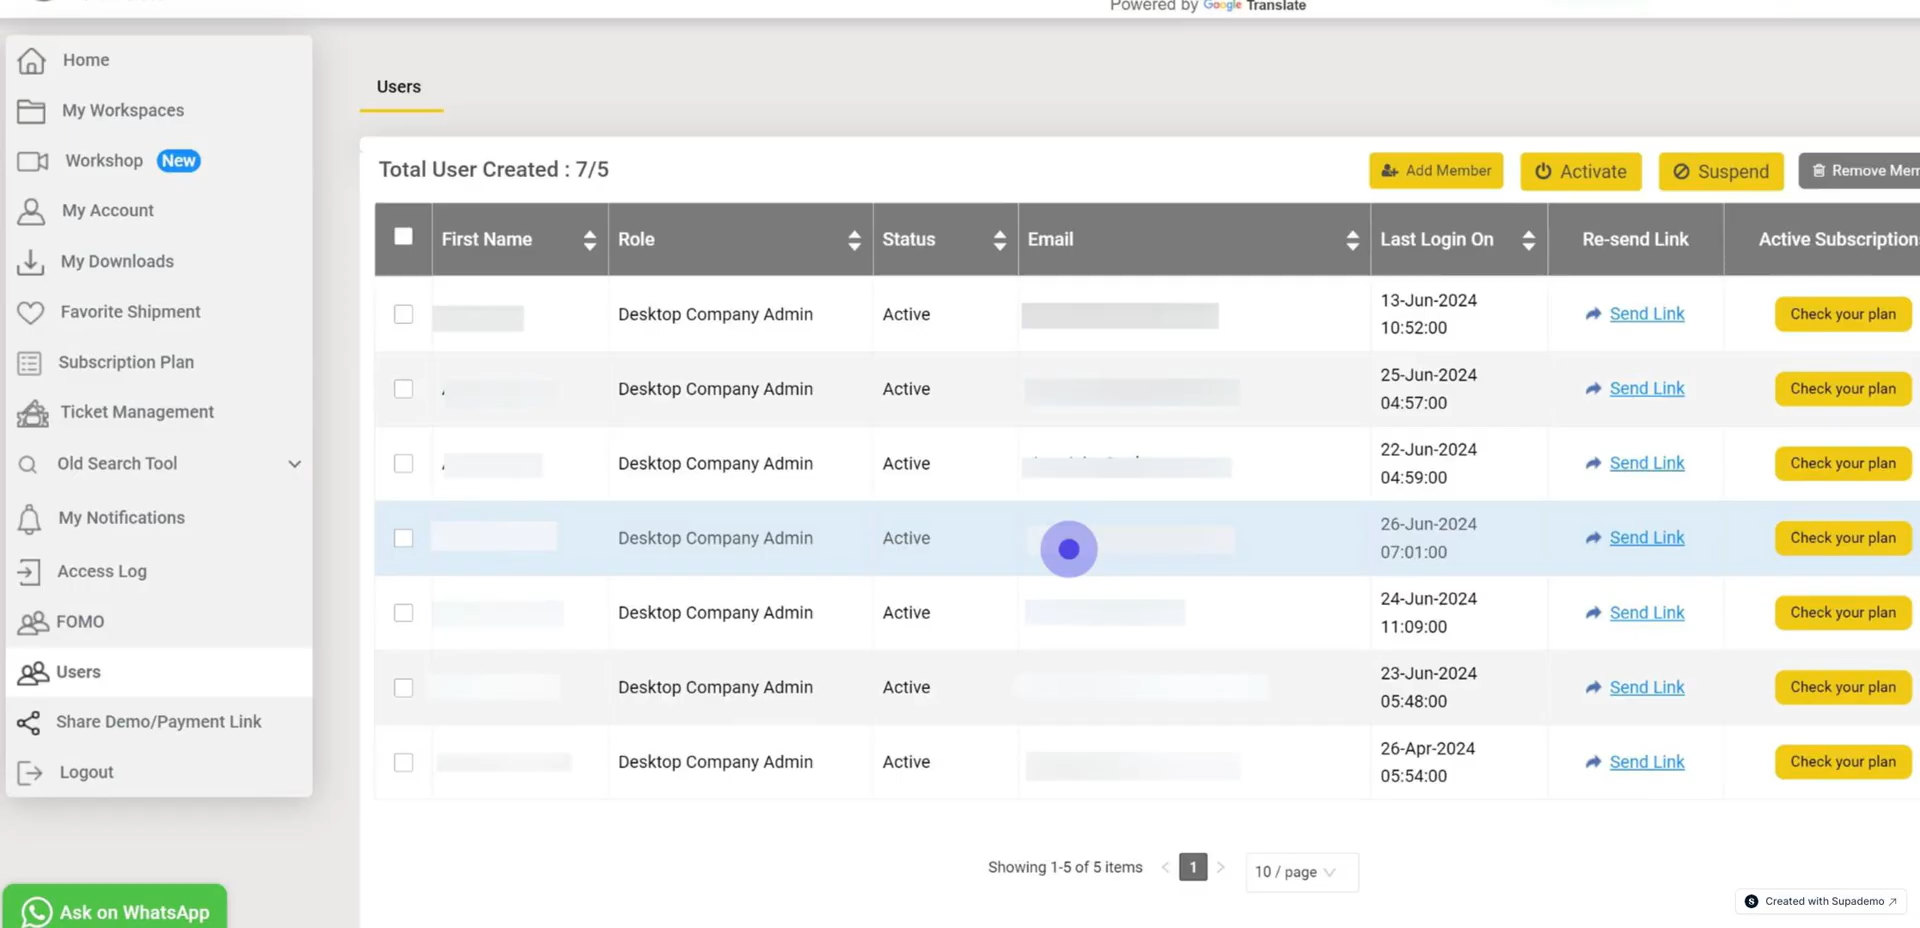 Powered by Google Translate
Home
My Workspaces
Workshop New
My Account
My Downloads
Favorite Shipment
Subscription Plan
Ticket Management
Old Search Tool
My Notifications
Access Log
FOMO
Users
Share Demo/Payment Link
Logout
Ask on WhatsApp
Users
Total User Created : 7/5
Add Member
Activate
Suspend
Remove Mem
First Name Role Status Email Last Login On Re-send Link Active Subscription
Desktop Company Admin Active 13-Jun-2024 10:52:00 Send Link Check your plan
Desktop Company Admin Active 25-Jun-2024 04:57:00 Send Link Check your plan
Desktop Company Admin Active 22-Jun-2024 04:59:00 Send Link Check your plan
Desktop Company Admin Active 26-Jun-2024 07:01:00 Send Link Check your plan
Desktop Company Admin Active 24-Jun-2024 11:09:00 Send Link Check your plan
Desktop Company Admin Active 23-Jun-2024 05:48:00 Send Link Check your plan
Desktop Company Admin Active 26-Apr-2024 05:54:00 Send Link Check your plan
Showing 1-5 of 5 items < 1 > 10 / page
Created with Supademo